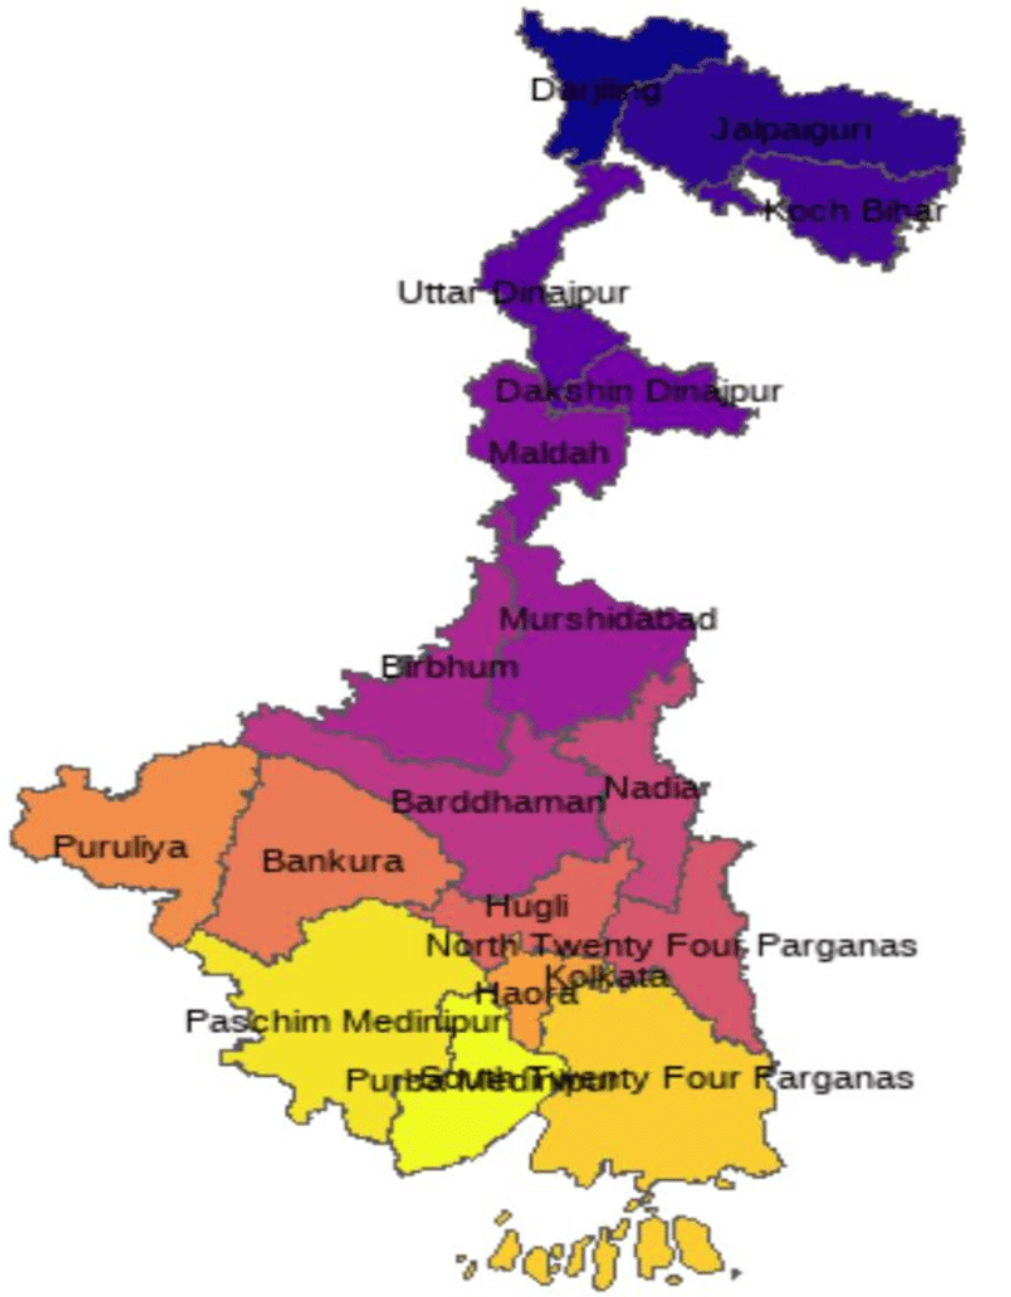 Darjiling
Jalpaiguri
Koch Bihar
Uttar Dinajpur
Dakshin Dinajpur
Maldah
Murshidabad
Birbhum
Nadiar
Barddhaman
Puruliya
Bankura
Hugli
North Twenty Four Parganas
Kolkata
Haora
Paschim Medinipur
Purba Medinipur
South Twenty Four Parganas